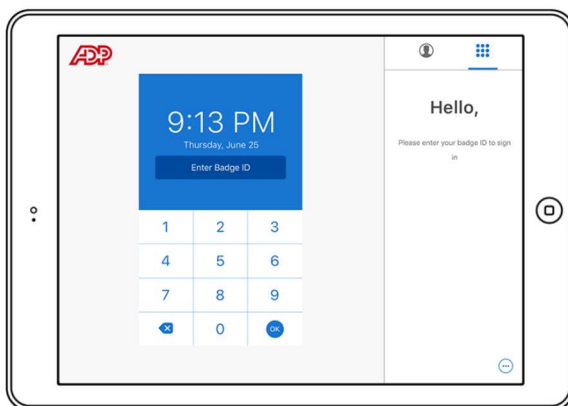 ADP
9:13 PM
Thursday, June 25
Enter Badge ID
1 2 3
4 5 6
7 8 9
0 OK
Hello,
Please enter your badge ID to sign
in